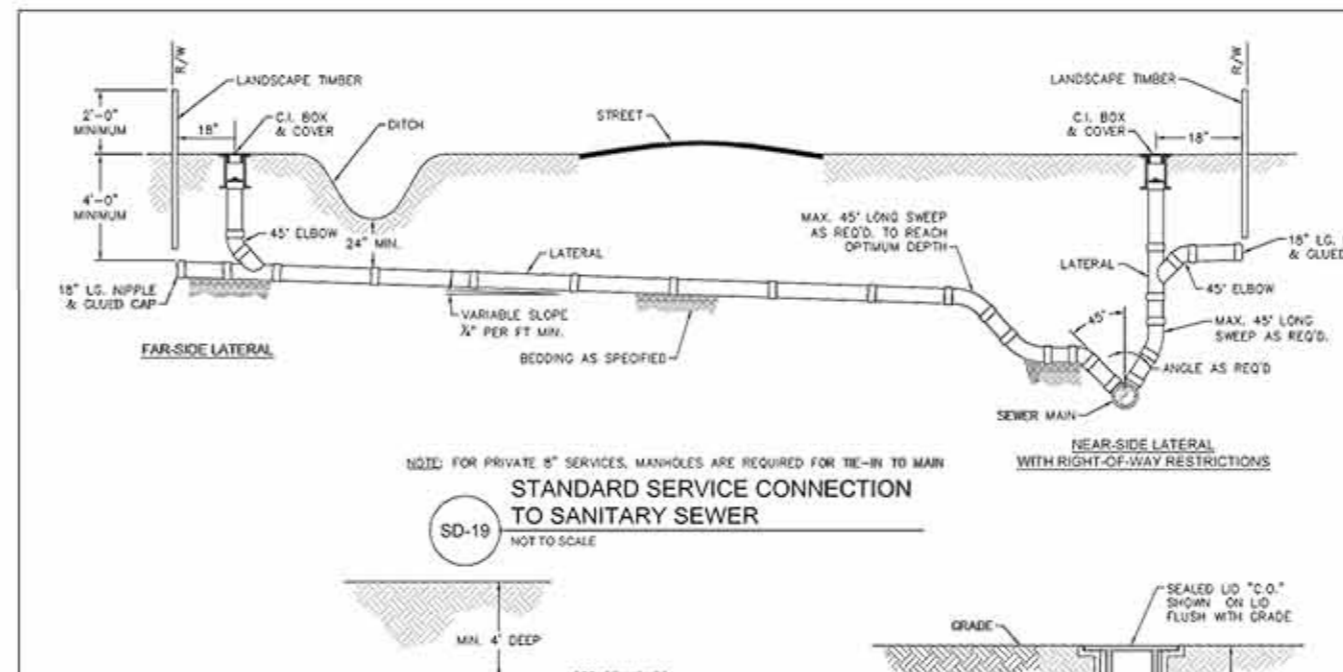 R/W
LANDSCAPE TIMBER
2'-0"
MINIMUM
18"
C.I. BOX
& COVER
DITCH
STREET
4'-0"
MINIMUM
45° ELBOW
24" MIN.
LATERAL
18" LG. NIPPLE
& GLUED CAP
VARIABLE SLOPE
PER FT MIN.
BEDDING AS SPECIFIED
FAR-SIDE LATERAL
MAX. 45° LONG SWEEP
AS REQ'D. TO REACH
OPTIMUM DEPTH
R/W
LANDSCAPE TIMBER
C.I. BOX
& COVER
18"
18" LG.
& GLUED
LATERAL
45° ELBOW
45°
MAX. 45° LONG
SWEEP AS REQ'D.
ANGLE AS REQ'D
SEWER MAIN
NEAR-SIDE LATERAL
WITH RIGHT-OF-WAY RESTRICTIONS
NOTE: FOR PRIVATE 8" SERVICES, MANHOLES ARE REQUIRED FOR TIE-IN TO MAIN
SD-19
STANDARD SERVICE CONNECTION
TO SANITARY SEWER
NOT TO SCALE
MIN. 4' DEEP
GRADE
SEALED LID "C.O."
SHOWN ON LID
FLUSH WITH GRADE